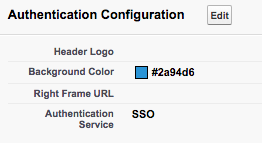 Authentication Configuration Edit
Header Logo
Background Color #2a94d6
Right Frame URL
Authentication Service SSO